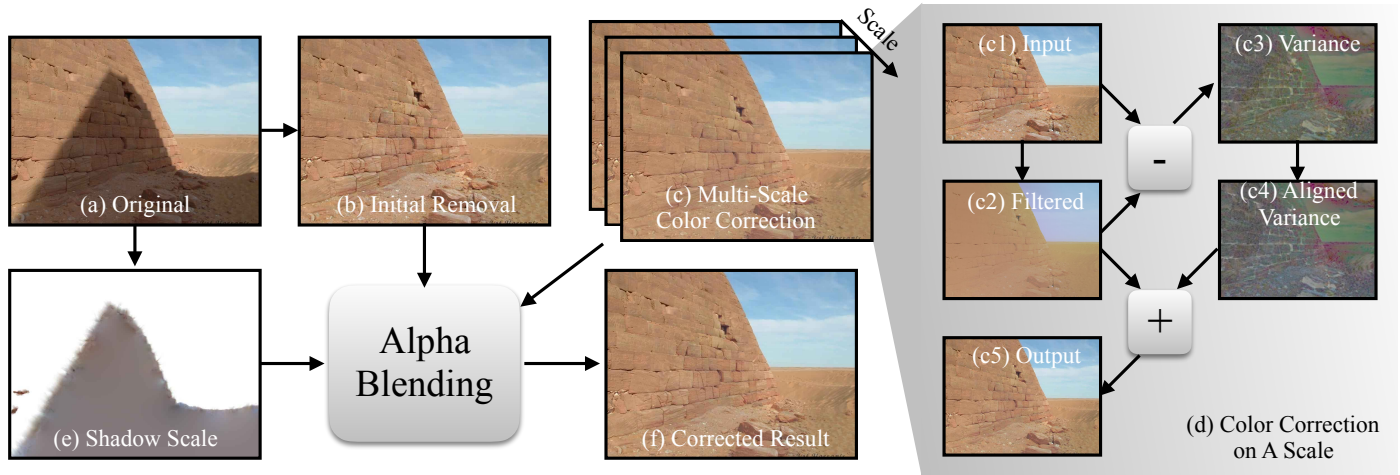 (a) Original
(b) Initial Removal
(c) Multi-Scale
Color Correction
Scale
(e) Shadow Scale
Alpha
Blending
(f) Corrected Result
(c1) Input
(c3) Variance
-
(c2) Filtered
(c4) Aligned
Variance
+
(c5) Output
(d) Color Correction
on A Scale